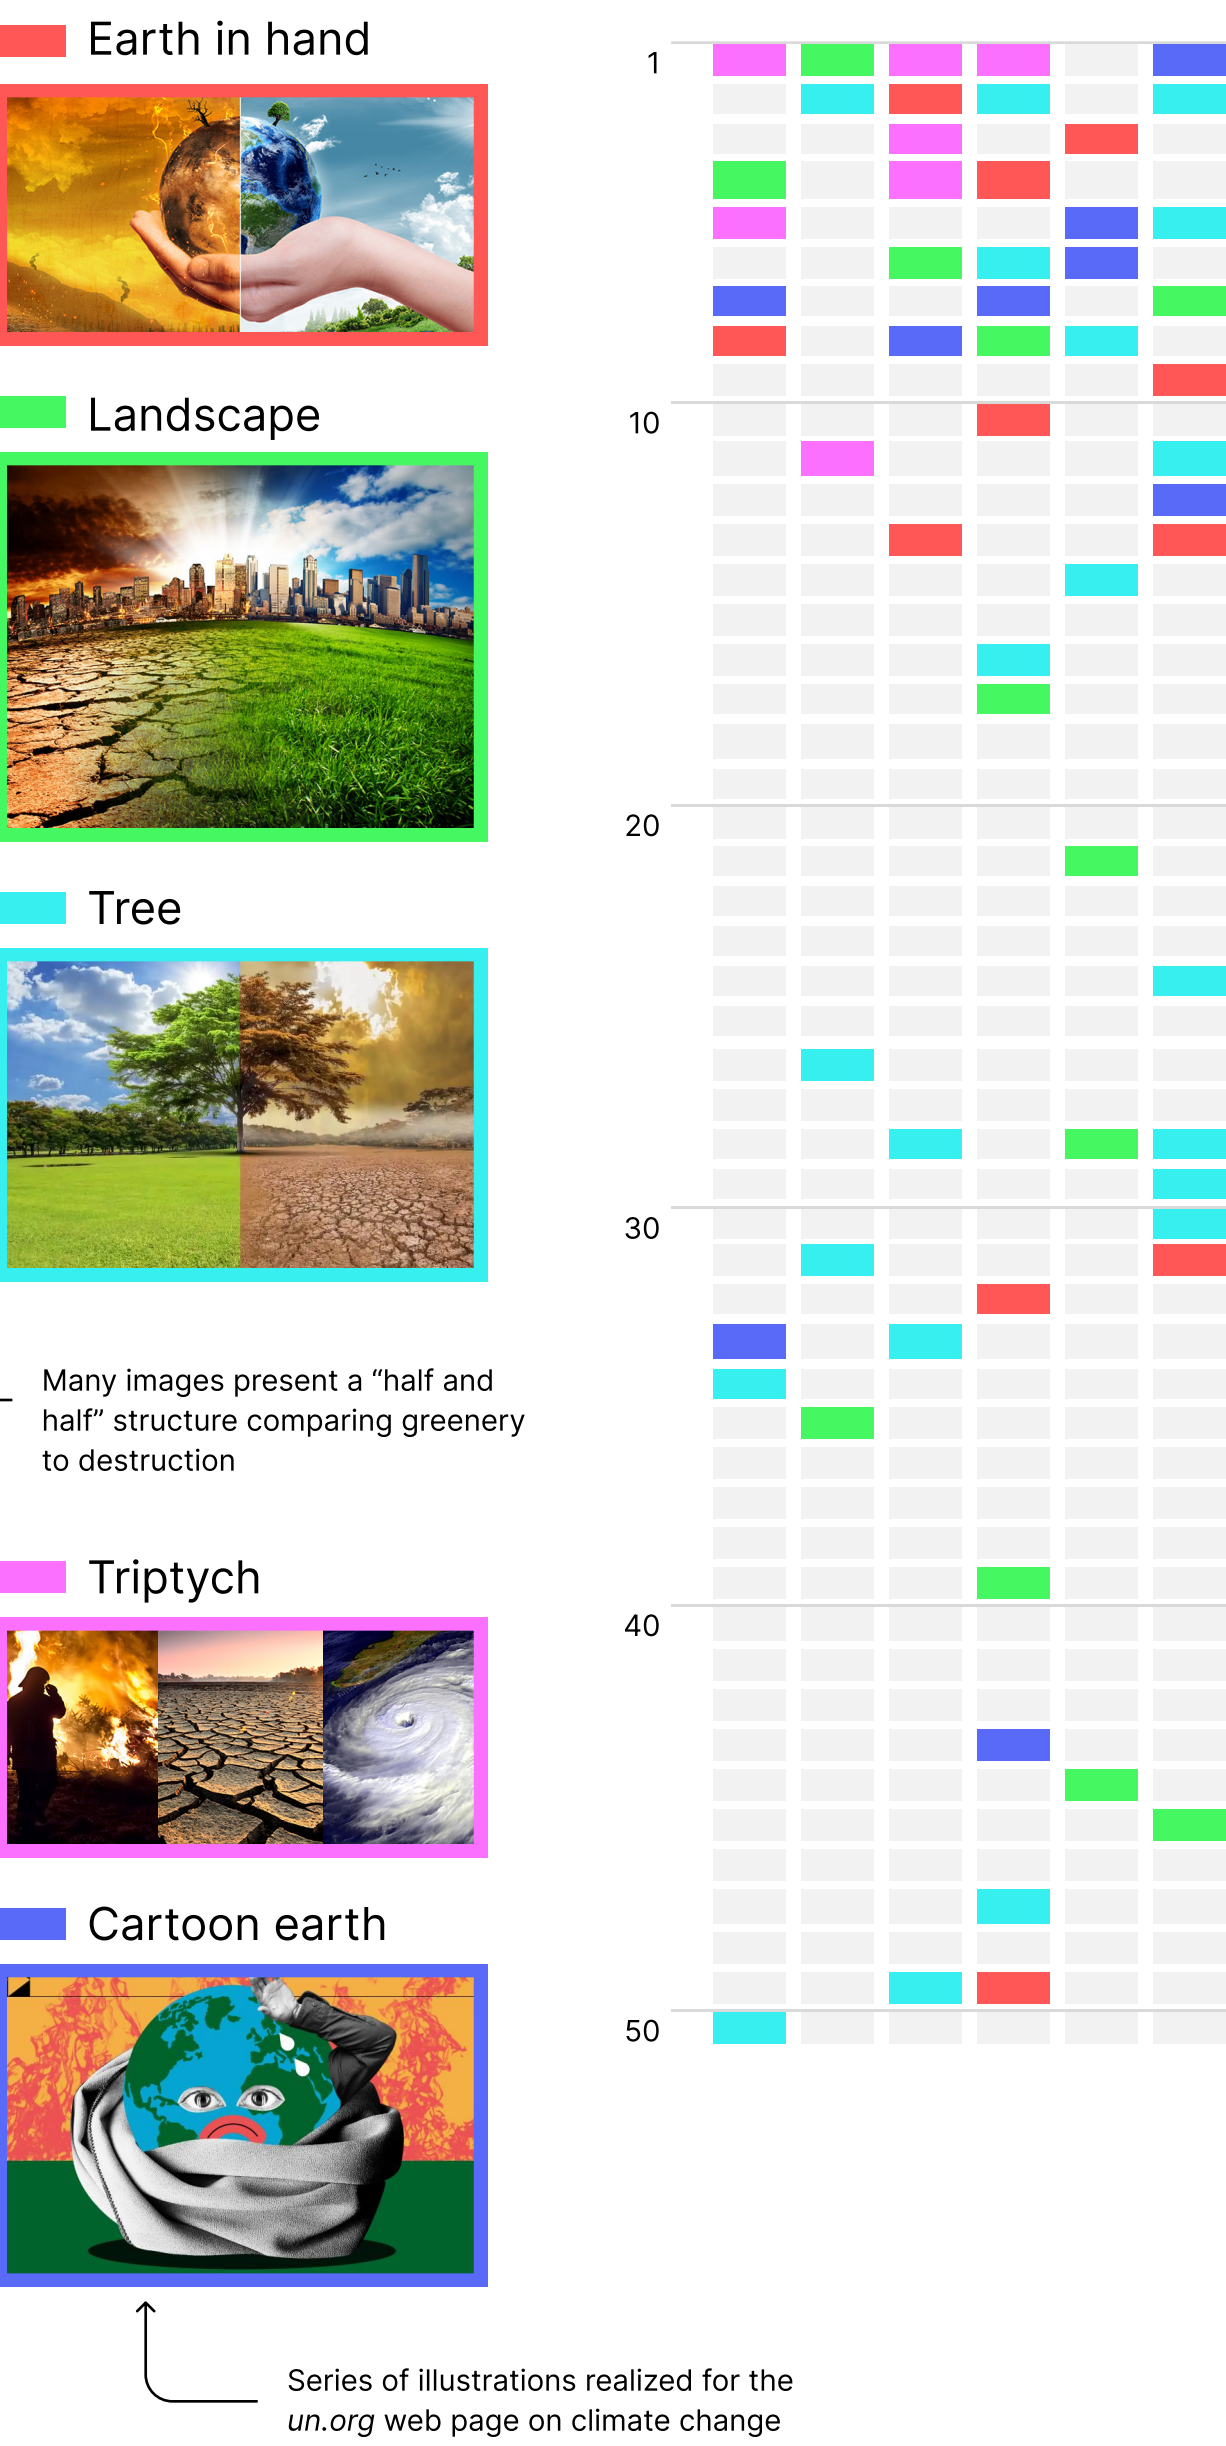 Earth in hand
Landscape
Tree
Many images present a “half and
half” structure comparing greenery
to destruction
Triptych
Cartoon earth
Series of illustrations realized for the
un.org web page on climate change
1
10
20
30
40
50